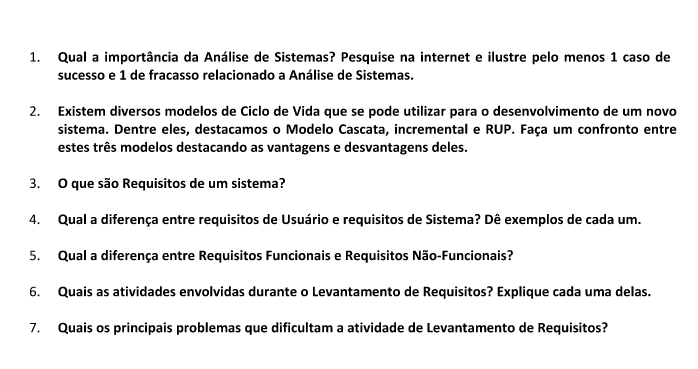 1. Qual a importância da Análise de Sistemas? Pesquise na internet e ilustre pelo menos 1 caso de
sucesso e 1 de fracasso relacionado a Análise de Sistemas.
2. Existem diversos modelos de Ciclo de Vida que se pode utilizar para o desenvolvimento de um novo
sistema. Dentre eles, destacamos o Modelo Cascata, incremental e RUP. Faça um confronto entre
estes três modelos destacando as vantagens e desvantagens deles.
3. O que são Requisitos de um sistema?
4. Qual a diferença entre requisitos de Usuário e requisitos de Sistema? Dê exemplos de cada um.
5. Qual a diferença entre Requisitos Funcionais e Requisitos Não-Funcionais?
6. Quais as atividades envolvidas durante o Levantamento de Requisitos? Explique cada uma delas.
7. Quais os principais problemas que dificultam a atividade de Levantamento de Requisitos?